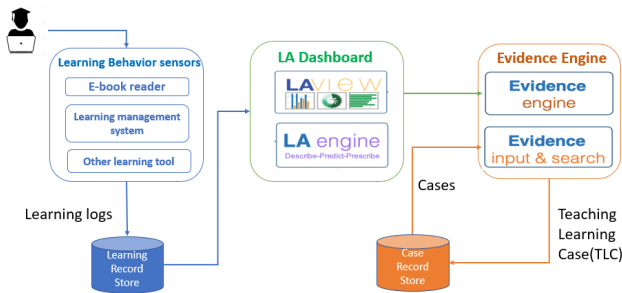 Learning Behavior sensors
E-book reader
Learning management
system
Other learning tool
Learning logs
Learning
Record
Store
LA Dashboard
LAVIEW
LA engine
Describe-Predict-Prescribe
Evidence Engine
Evidence
engine
Evidence
input & search
Cases
Teaching
Learning
Case(TLC)
Case
Record
Store